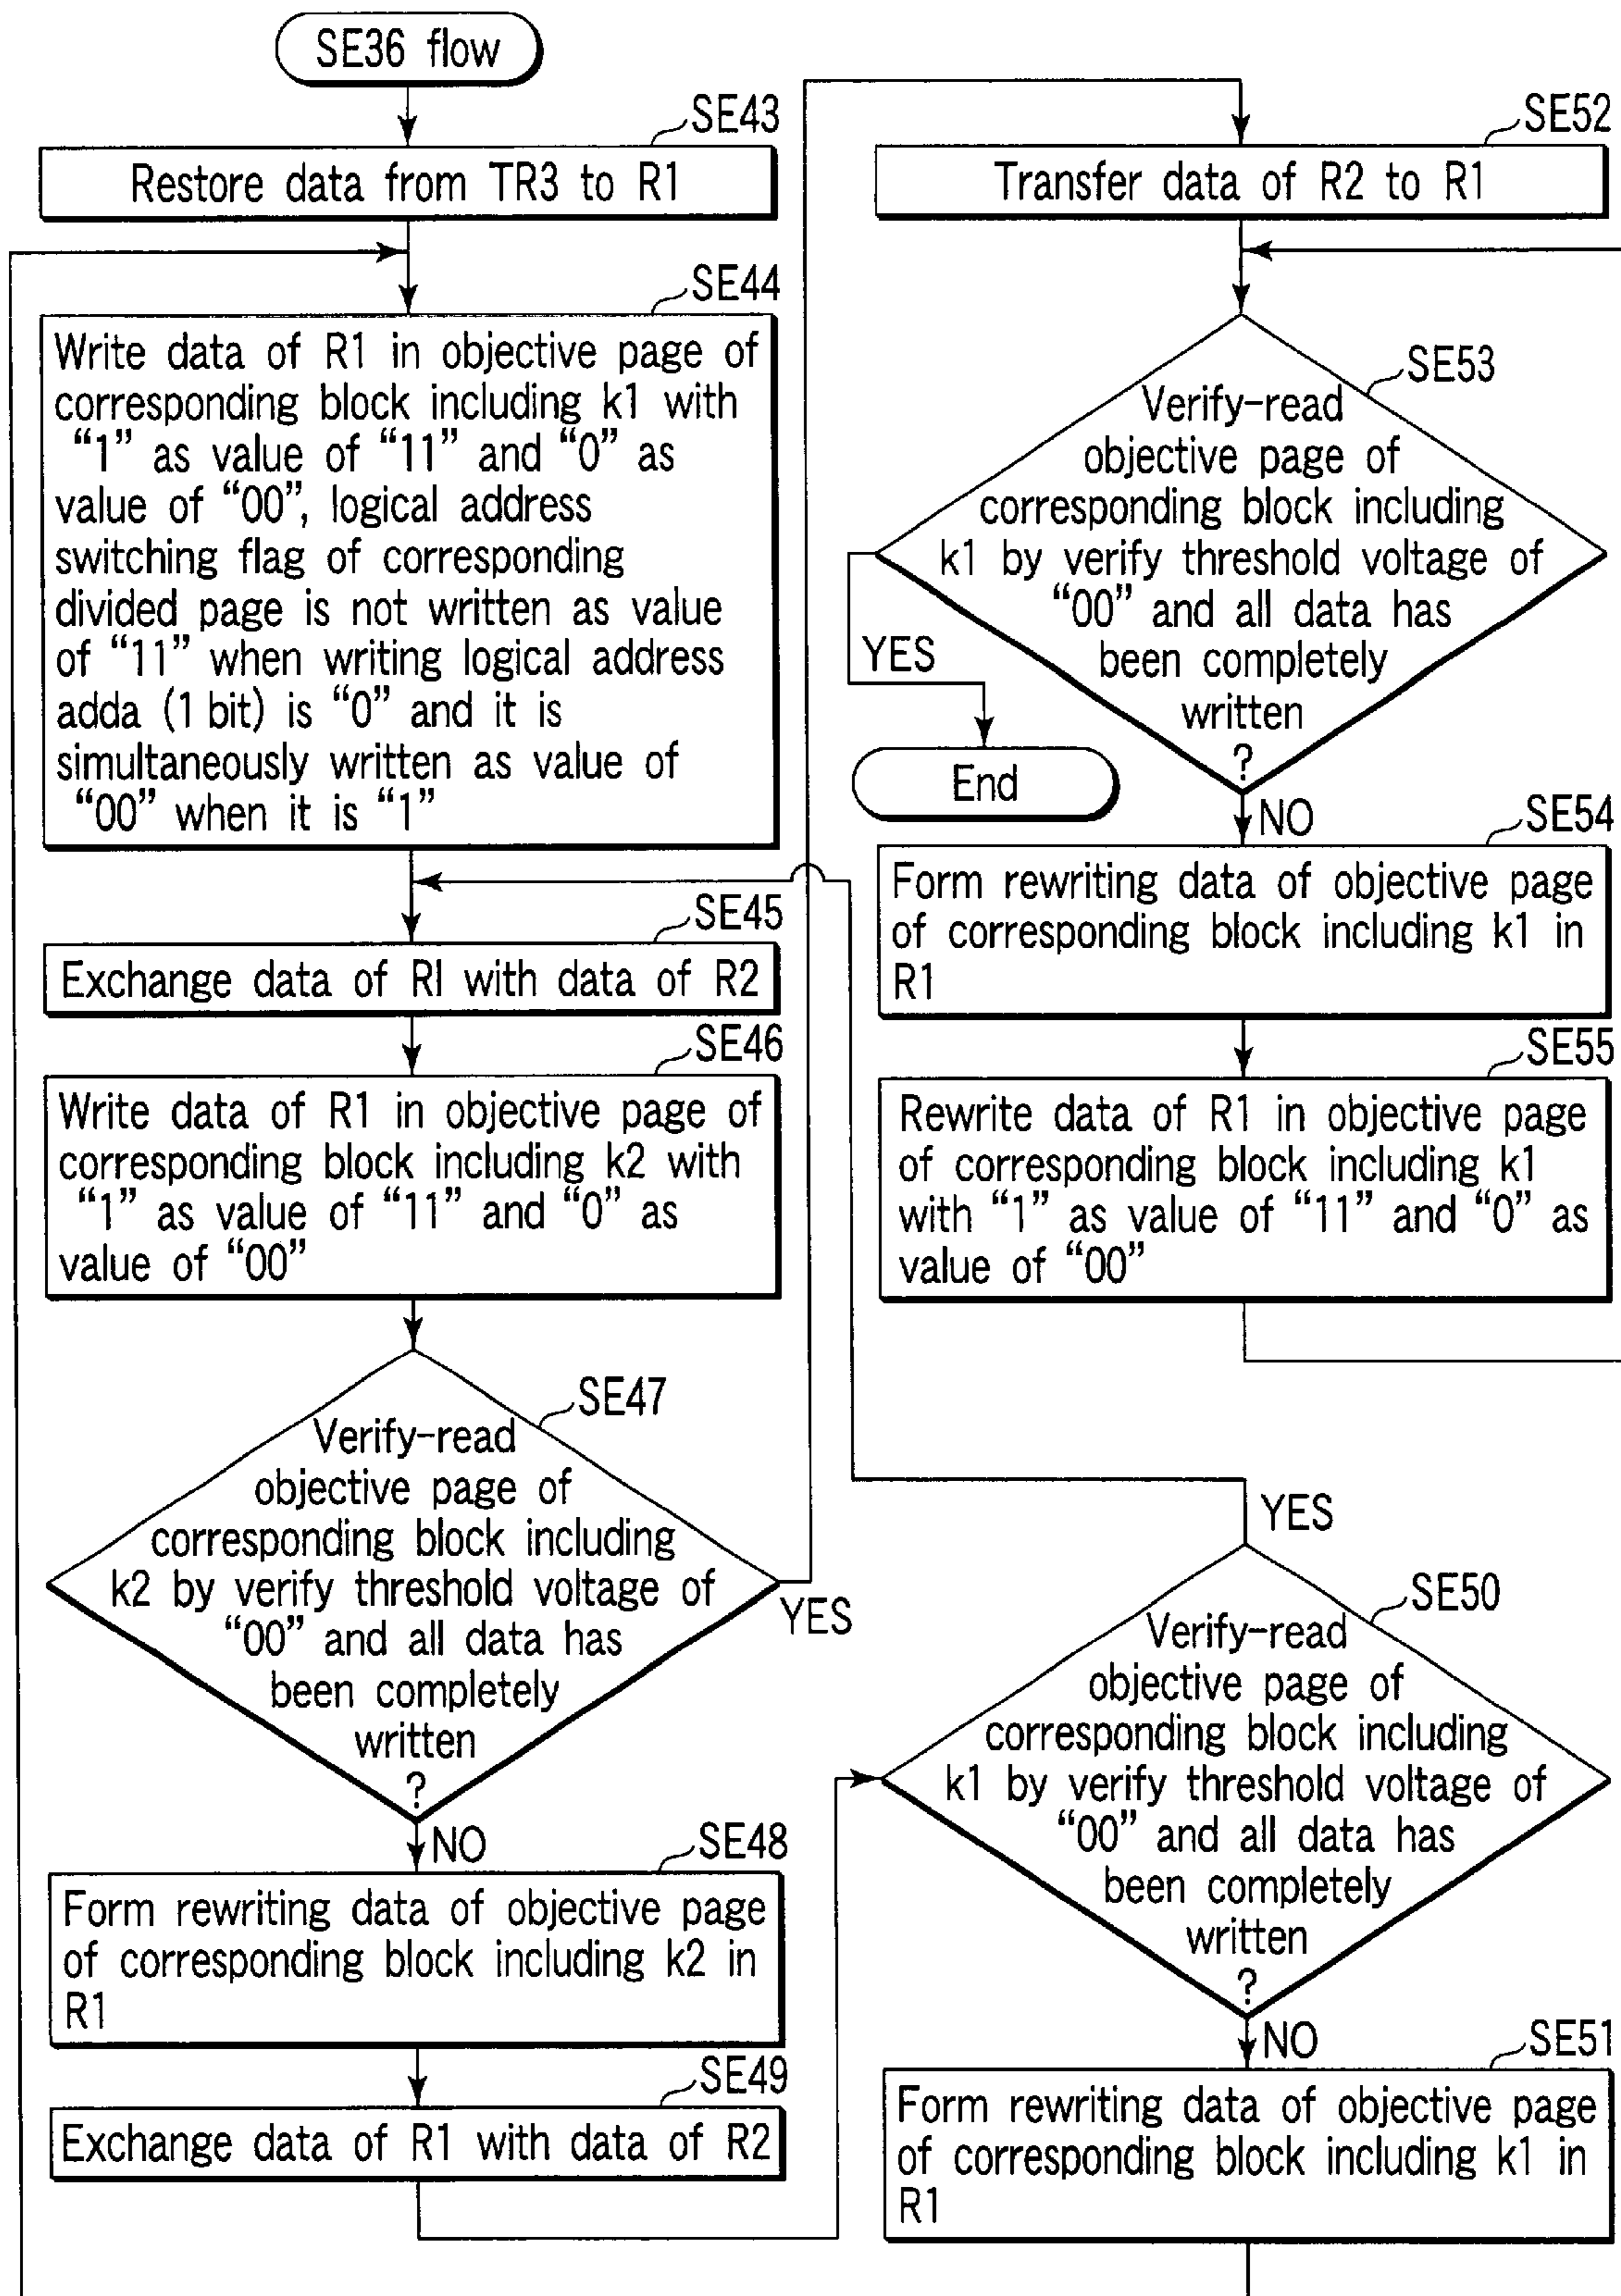 SE36 flow
SE43
Restore data from TR3 to R1
SE44
Write data of R1 in objective page of
corresponding block including k1 with
“1” as value of “11” and “0” as
value of “00”, logical address
switching flag of corresponding
divided page is not written as value
of “11” when writing logical address
adda (1 bit) is “0” and it is
simultaneously written as value of
“00” when it is “1”
SE45
Exchange data of RI with data of R2
SE46
Write data of R1 in objective page of
corresponding block including k2 with
“1” as value of “11” and “0” as
value of “00”
SE47
Verify-read
objective page of
corresponding block including
k2 by verify threshold voltage of
“00” and all data has
been completely
written
?
YES
NO
SE48
Form rewriting data of objective page
of corresponding block including k2 in
R1
SE49
Exchange data of R1 with data of R2
SE52
Transfer data of R2 to R1
SE53
Verify-read
objective page of
corresponding block including
k1 by verify threshold voltage of
“00” and all data has
been completely
written
?
YES
End
NO
SE54
Form rewriting data of objective page
of corresponding block including k1 in
R1
SE55
Rewrite data of R1 in objective page
of corresponding block including k1
with “1” as value of “11” and “0” as
value of “00”
YES
SE50
Verify-read
objective page of
corresponding block including
k1 by verify threshold voltage of
“00” and all data has
been completely
written
?
NO
SE51
Form rewriting data of objective page
of corresponding block including k1 in
R1